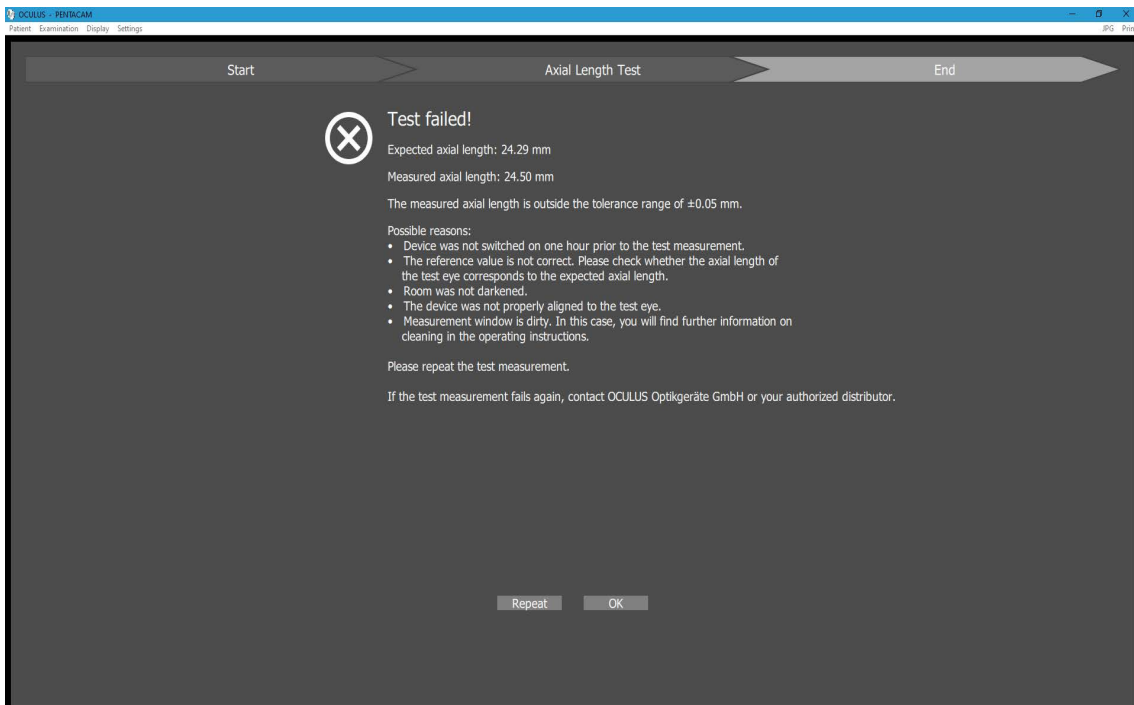 OCULUS - PENTACAM
Patient Examination Display Settings JPG Prin
Start Axial Length Test End
Test failed!
Expected axial length: 24.29 mm
Measured axial length: 24.50 mm
The measured axial length is outside the tolerance range of ±0.05 mm.
Possible reasons:
• Device was not switched on one hour prior to the test measurement.
• The reference value is not correct. Please check whether the axial length of
the test eye corresponds to the expected axial length.
• Room was not darkened.
• The device was not properly aligned to the test eye.
• Measurement window is dirty. In this case, you will find further information on
cleaning in the operating instructions.
Please repeat the test measurement.
If the test measurement fails again, contact OCULUS Optikgeräte GmbH or your authorized distributor.
Repeat OK